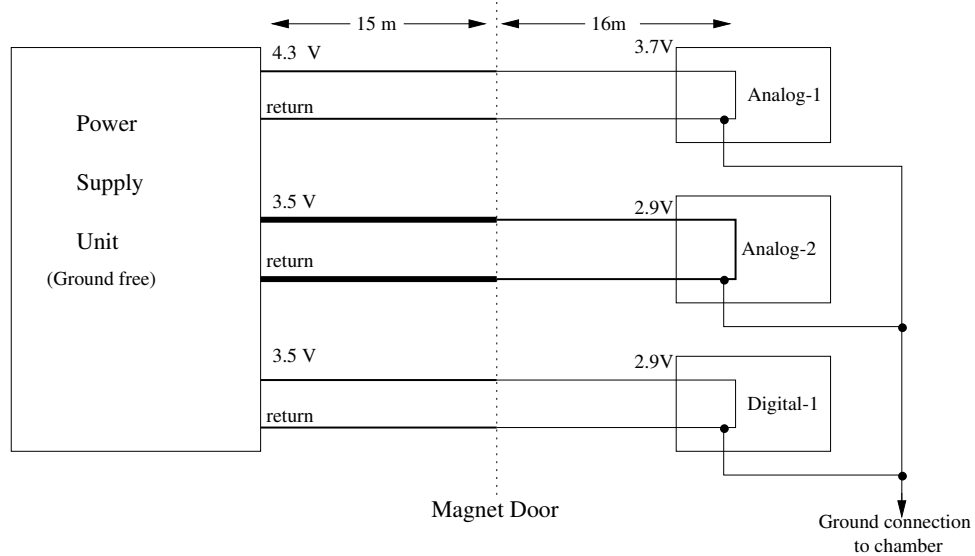 15 m
16m
4.3 V
3.7V
return
Analog-1
Power
Supply
Unit
(Ground free)
3.5 V
2.9V
return
Analog-2
3.5 V
2.9V
return
Digital-1
Magnet Door
Ground connection
to chamber